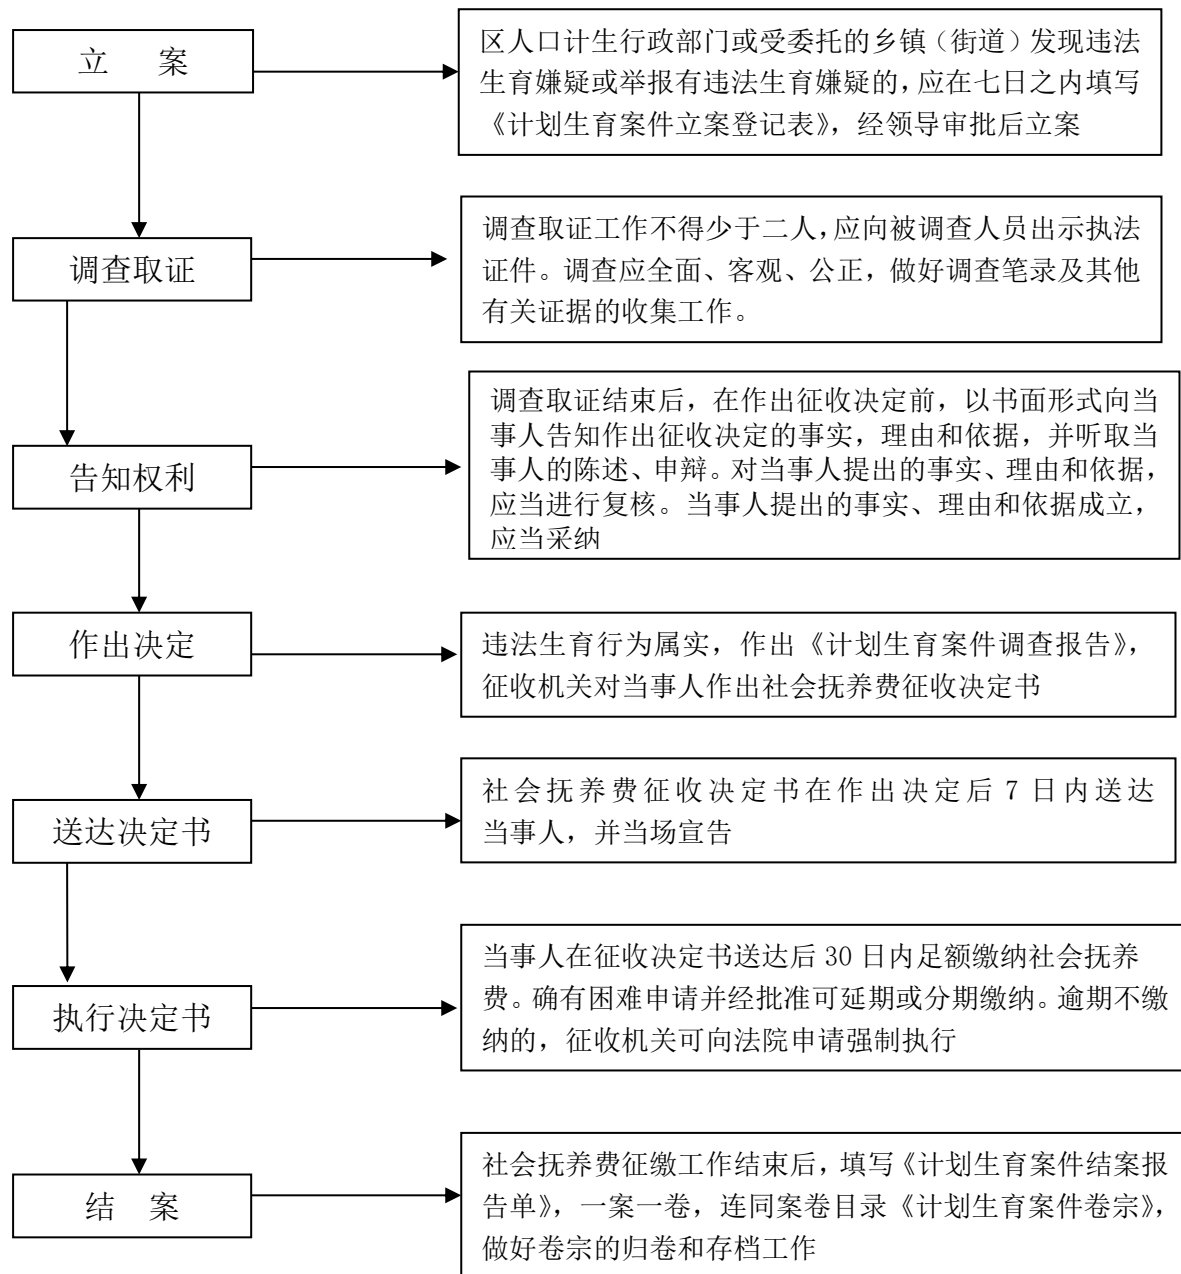 立 案
区人口计生行政部门或受委托的乡镇（街道）发现违法
生育嫌疑或举报有违法生育嫌疑的，应在七日之内填写
《计划生育案件立案登记表》，经领导审批后立案
调查取证
调查取证工作不得少于二人，应向被调查人员出示执法
证件。调查应全面、客观、公正，做好调查笔录及其他
有关证据的收集工作。
告知权利
调查取证结束后，在作出征收决定前，以书面形式向当
事人告知作出征收决定的事实，理由和依据，并听取当
事人的陈述、申辩。对当事人提出的事实、理由和依据，
应当进行复核。当事人提出的事实、理由和依据成立，
应当采纳
作出决定
违法生育行为属实，作出《计划生育案件调查报告》，
征收机关对当事人作出社会抚养费征收决定书
送达决定书
社会抚养费征收决定书在作出决定后 7 日内送达
当事人，并当场宣告
执行决定书
当事人在征收决定书送达后 30 日内足额缴纳社会抚养
费。确有困难申请并经批准可延期或分期缴纳。逾期不缴
纳的，征收机关可向法院申请强制执行
结 案
社会抚养费征缴工作结束后，填写《计划生育案件结案报
告单》，一案一卷，连同案卷目录《计划生育案件卷宗》，
做好卷宗的归卷和存档工作